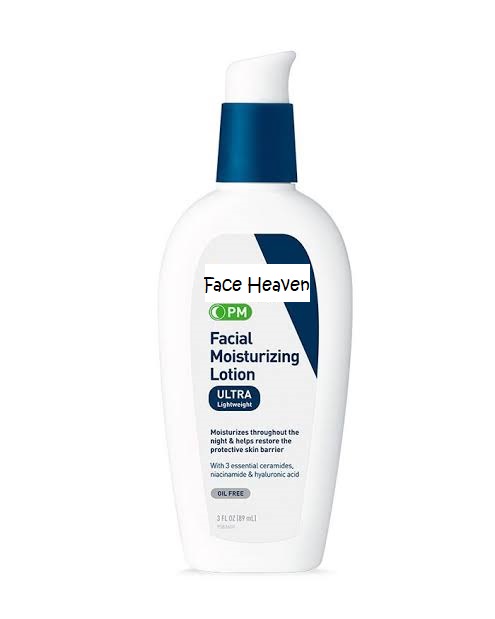 Face Heaven
PM
Facial
Moisturizing
Lotion
ULTRA
Lightweight
Moisturizes throughout the
night & helps restore the
protective skin barrier
With 3 essential ceramides,
niacinamide & hyaluronic acid
OIL FREE
3 FL OZ (89 mL)